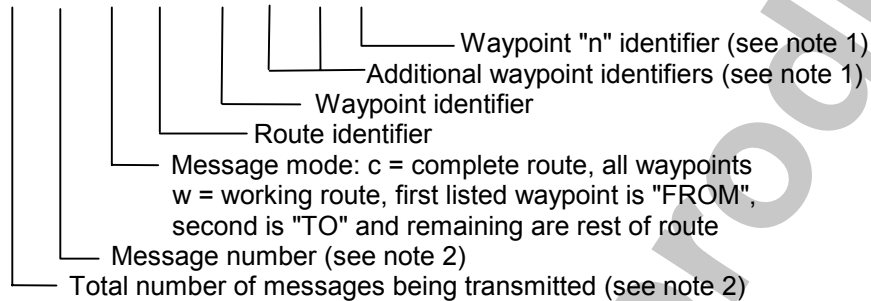 Waypoint "n" identifier (see note 1)
Additional waypoint identifiers (see note 1)
Waypoint identifier
Route identifier
Message mode: c = complete route, all waypoints
w = working route, first listed waypoint is "FROM",
second is "TO" and remaining are rest of route
Message number (see note 2)
Total number of messages being transmitted (see note 2)